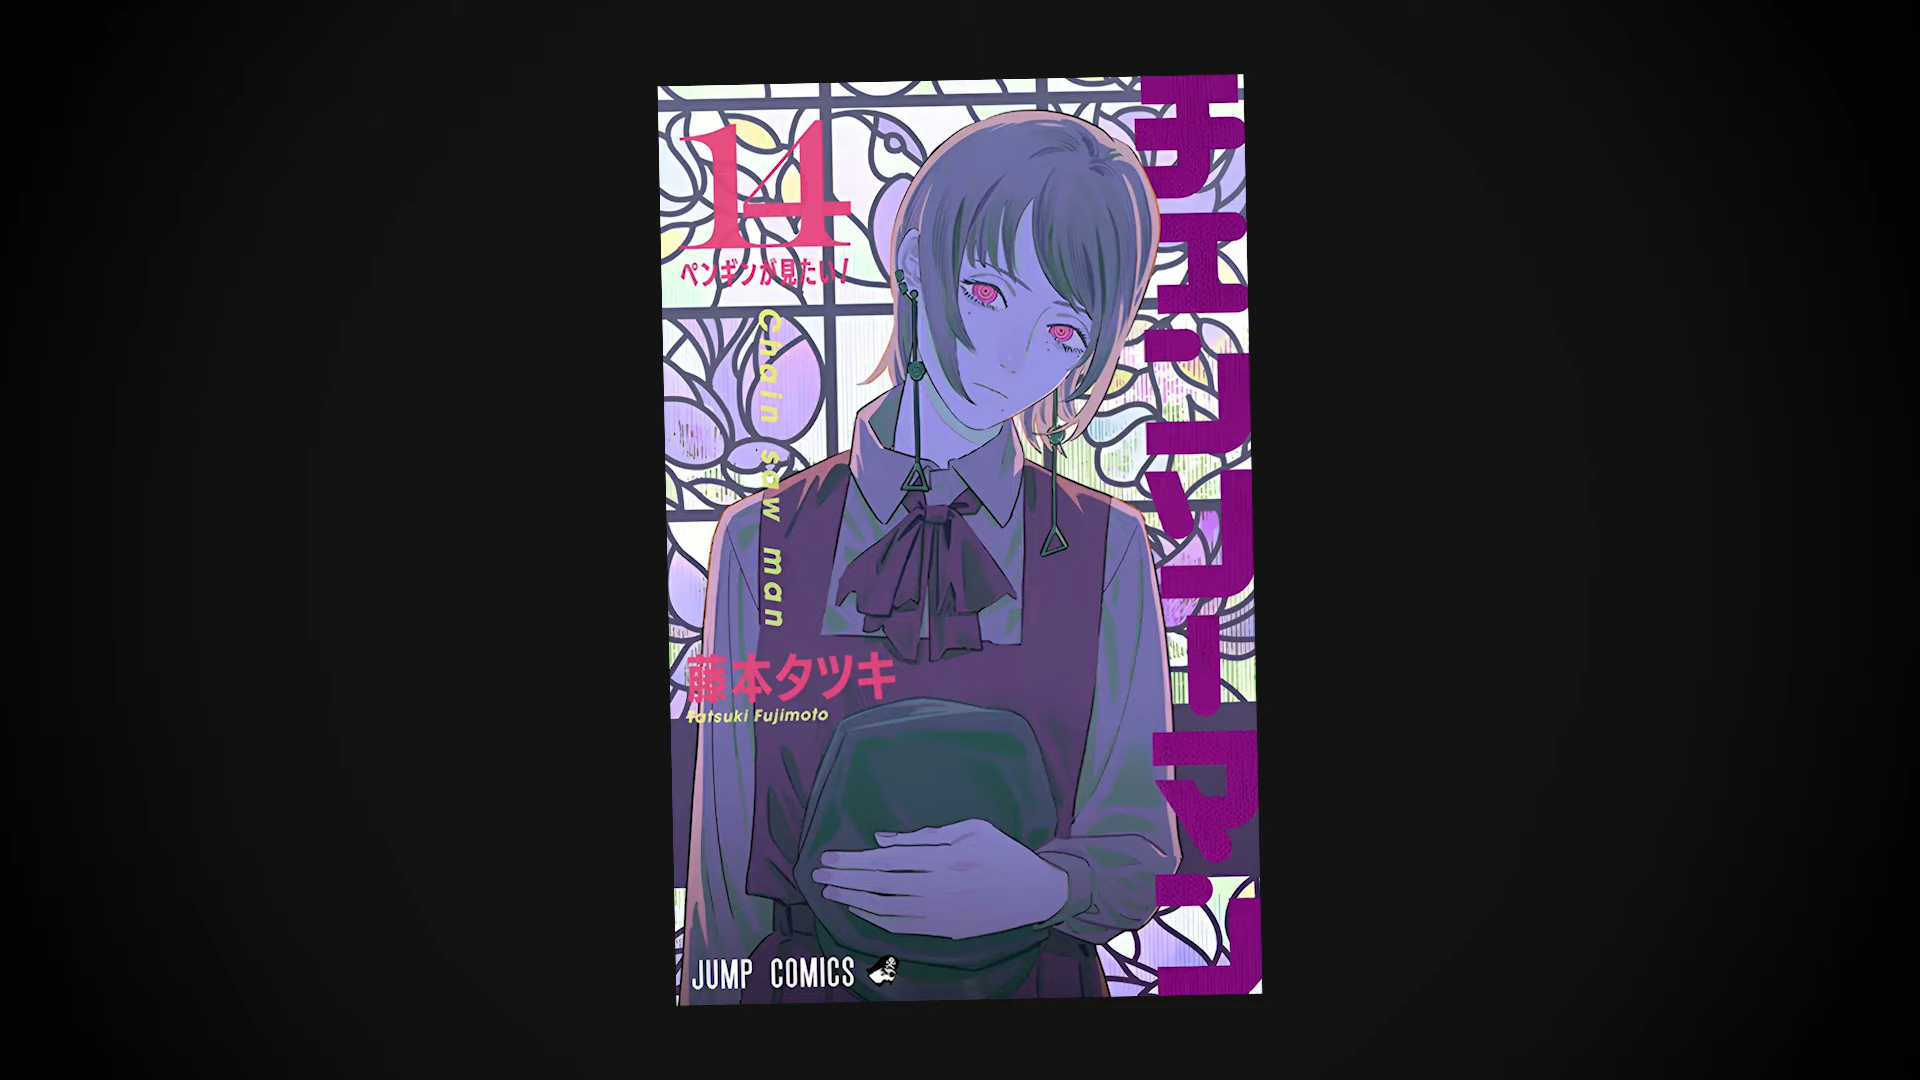 14
ペンギンが見たい!
Chain saw man
藤本タツキ
Tatsuki Fujimoto
チェンソーマン
JUMP COMICS